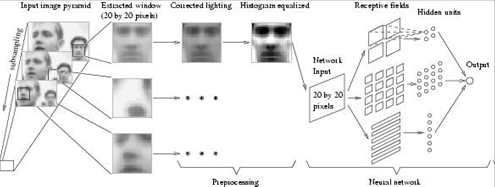 Input image pyramid
Extracted window
(20 by 20 pixels)
Corrected lighting
Histogram equalized
Receptive fields
Hidden units
subsampling
Network
Input
20 by 20
pixels
Output
Preprocessing
Neural network